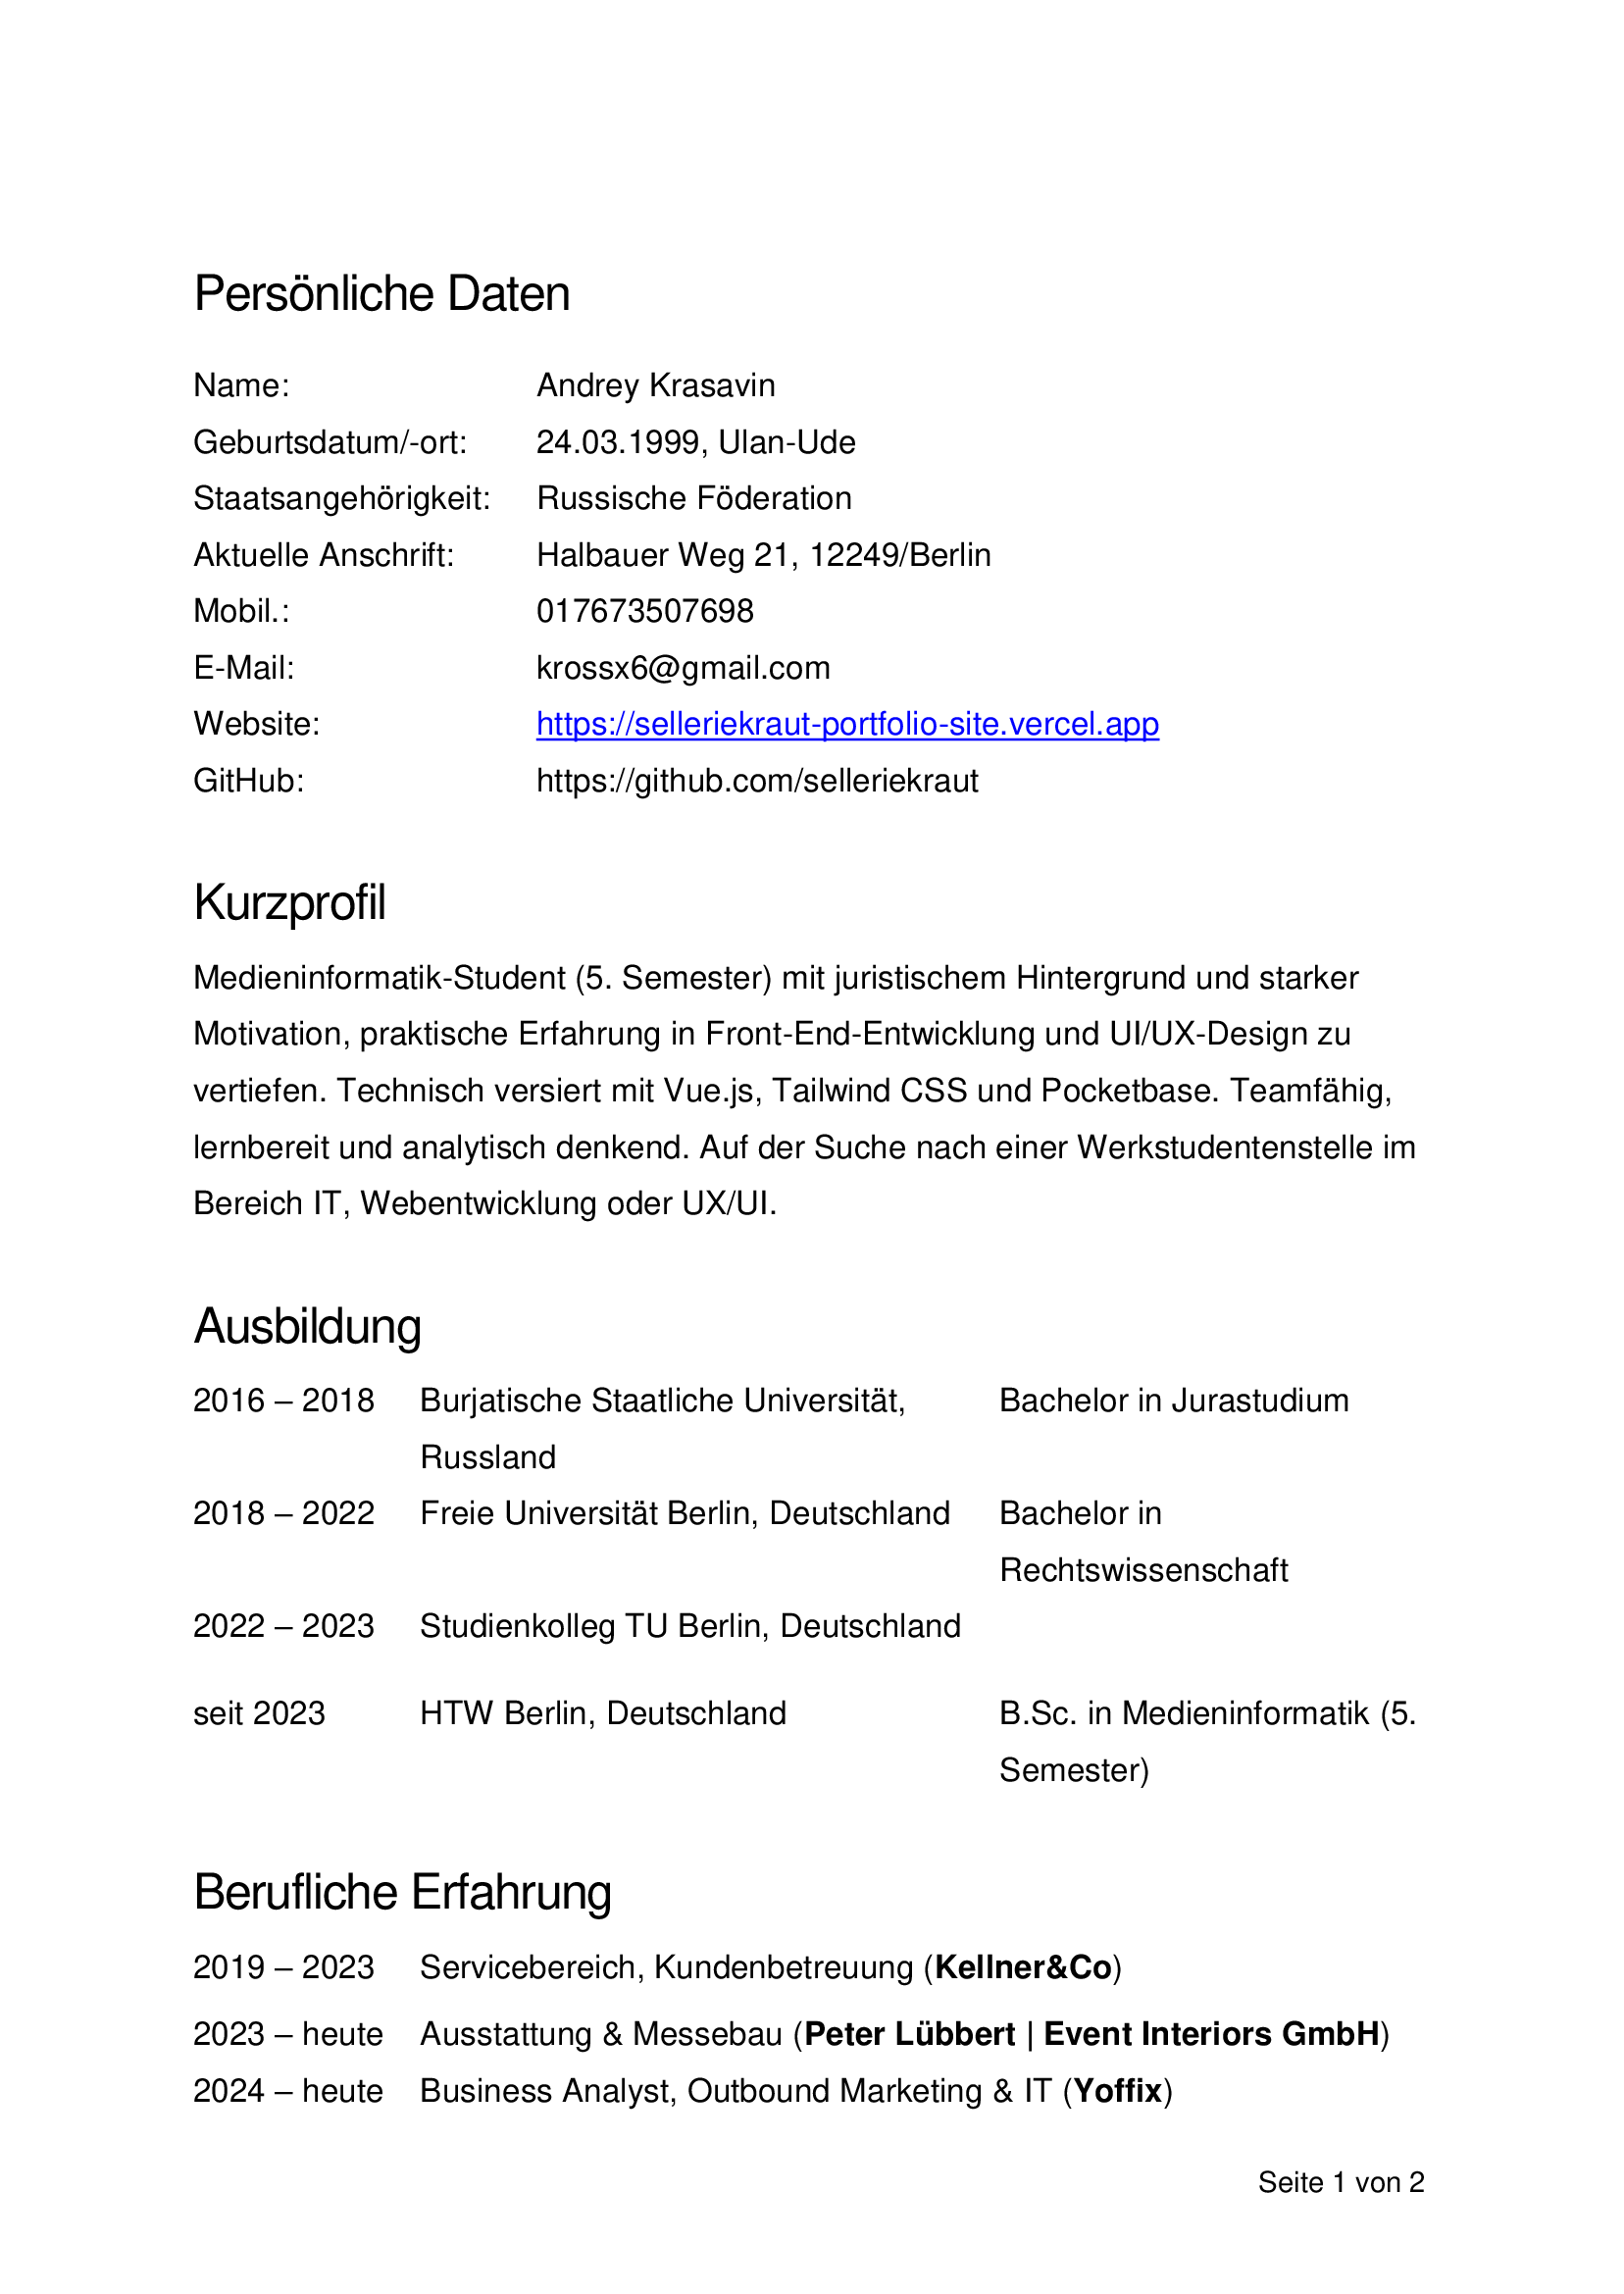 Persönliche Daten
Name: Andrey Krasavin
Geburtsdatum/-ort: 24.03.1999, Ulan-Ude
Staatsangehörigkeit: Russische Föderation
Aktuelle Anschrift: Halbauer Weg 21, 12249/Berlin
Mobil.: 017673507698
E-Mail: krossx6@gmail.com
Website: https://selleriekraut-portfolio-site.vercel.app
GitHub: https://github.com/selleriekraut
Kurzprofil
Medieninformatik-Student (5. Semester) mit juristischem Hintergrund und starker
Motivation, praktische Erfahrung in Front-End-Entwicklung und UI/UX-Design zu
vertiefen. Technisch versiert mit Vue.js, Tailwind CSS und Pocketbase. Teamfähig,
lernbereit und analytisch denkend. Auf der Suche nach einer Werkstudentenstelle im
Bereich IT, Webentwicklung oder UX/UI.
Ausbildung
2016 – 2018 Burjatische Staatliche Universität, Bachelor in Jurastudium
Russland
2018 – 2022 Freie Universität Berlin, Deutschland Bachelor in
Rechtswissenschaft
2022 – 2023 Studienkolleg TU Berlin, Deutschland
seit 2023 HTW Berlin, Deutschland B.Sc. in Medieninformatik (5.
Semester)
Berufliche Erfahrung
2019 – 2023 Servicebereich, Kundenbetreuung (Kellner&Co)
2023 – heute Ausstattung & Messebau (Peter Lübbert | Event Interiors GmbH)
2024 – heute Business Analyst, Outbound Marketing & IT (Yoffix)
Seite 1 von 2